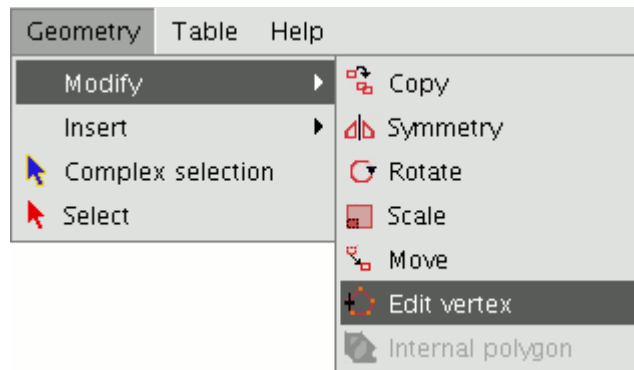 Geometry Table Help
Modify
Insert
Complex selection
Select
Copy
Symmetry
Rotate
Scale
Move
Edit vertex
Internal polygon